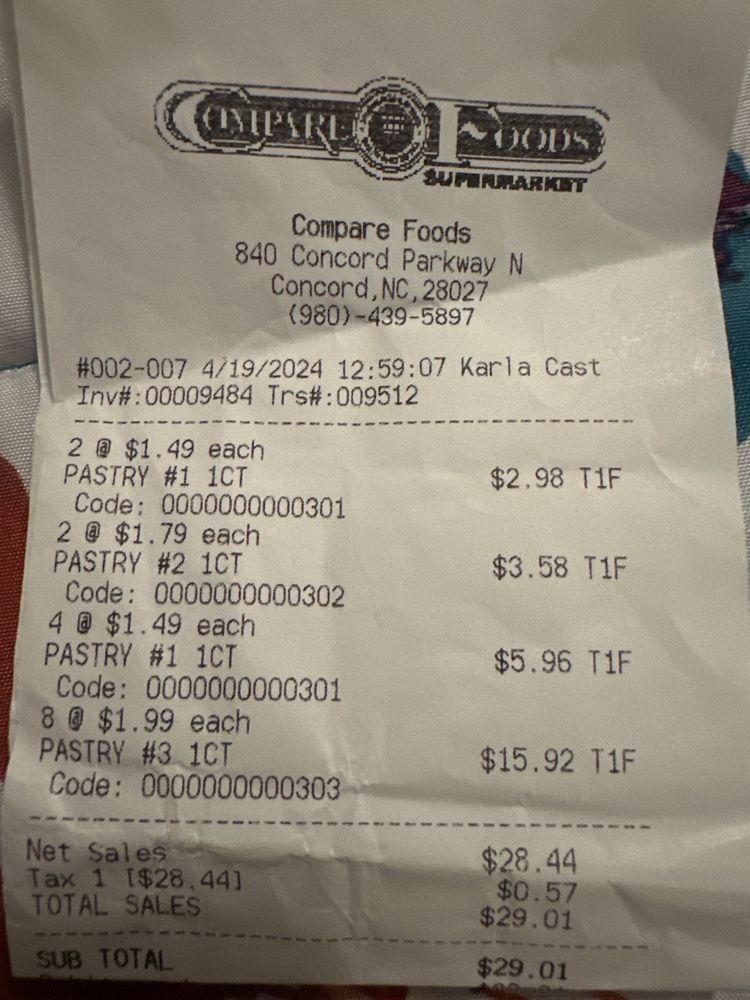 COMPARE FOODS
SUPERMARKET
Compare Foods
840 Concord Parkway N
Concord,NC,28027
(980)-439-5897
#002-007 4/19/2024 12:59:07 Karla Cast
Inv#:00009484 Trs#:009512
2 @ $1.49 each
PASTRY #1 1CT $2.98 T1F
Code: 0000000000301
2 @ $1.79 each
PASTRY #2 1CT $3.58 T1F
Code: 0000000000302
4 @ $1.49 each
PASTRY #1 1CT $5.96 T1F
Code: 0000000000301
8 @ $1.99 each
PASTRY #3 1CT $15.92 T1F
Code: 0000000000303
Net Sales $28.44
Tax 1 [$28.44] $0.57
TOTAL SALES $29.01
SUB TOTAL $29.01